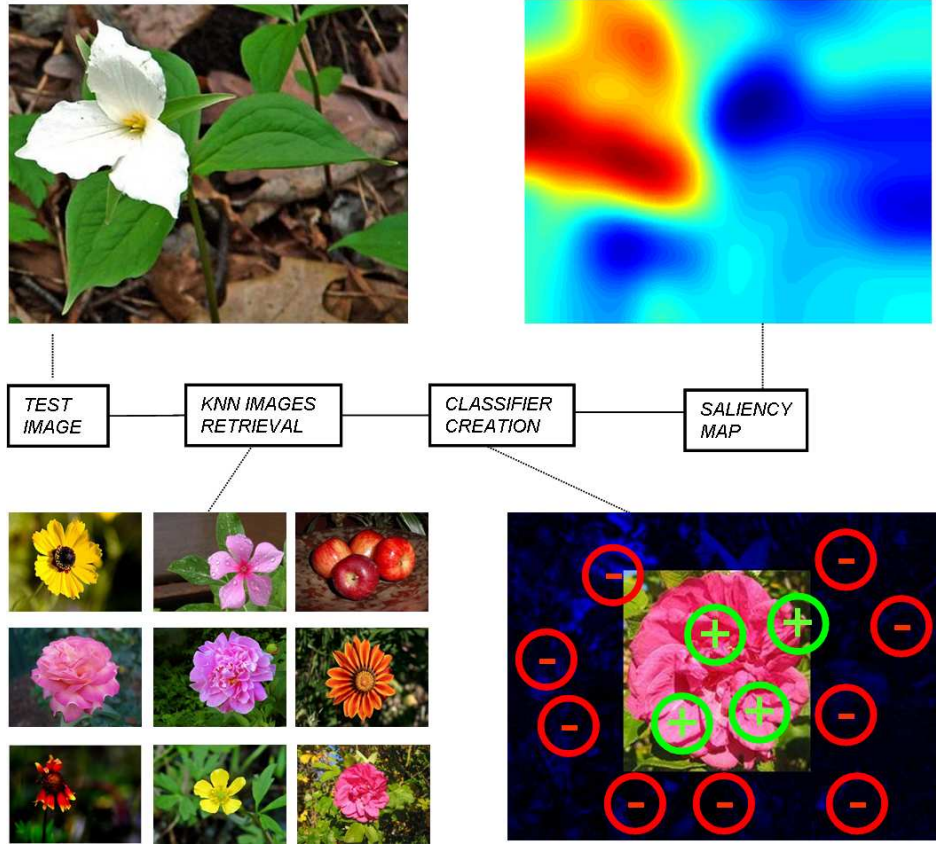 TEST
IMAGE
KNN IMAGES
RETRIEVAL
CLASSIFIER
CREATION
SALIENCY
MAP
- - - + + - - + + - - - -